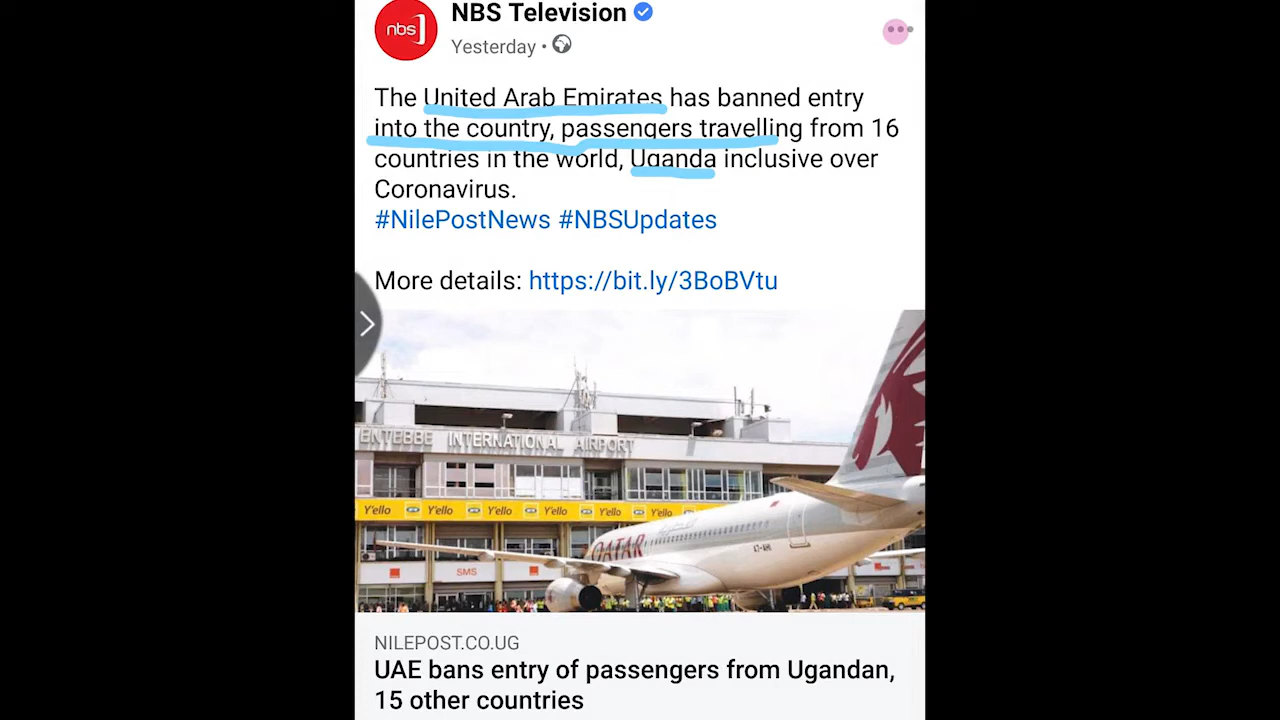 nbs
NBS Television
Yesterday •
The United Arab Emirates has banned entry
into the country, passengers travelling from 16
countries in the world, Uganda inclusive over
Coronavirus.
#NilePostNews #NBSUpdates
More details: https://bit.ly/3BoBVtu
ENTEBBE INTERNATIONAL AIRPORT
Y'ello Y'ello Y'ello Y'ello Y'ello Y'ello
QATAR
A7-AHI
SMS
NILEPOST.CO.UG
UAE bans entry of passengers from Ugandan,
15 other countries